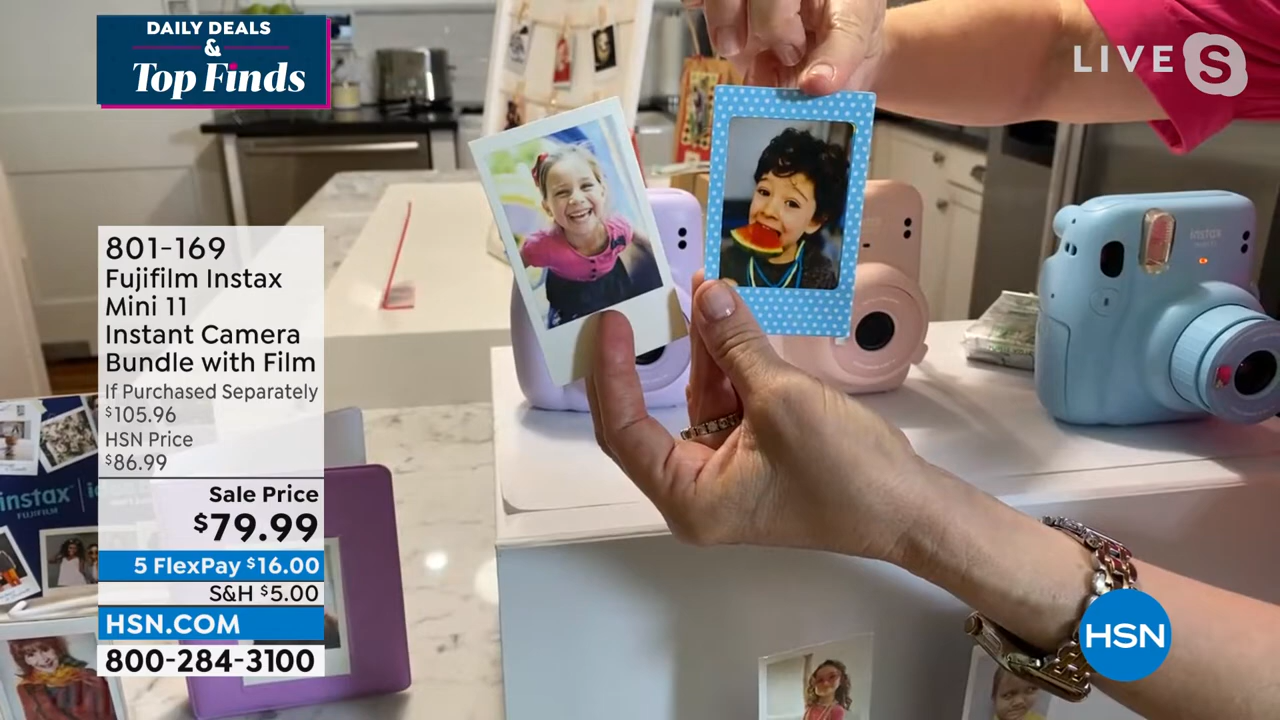 DAILY DEALS
&
Top Finds
LIVE S
801-169
Fujifilm Instax
Mini 11
Instant Camera
Bundle with Film
If Purchased Separately
$105.96
HSN Price
$86.99
Sale Price
$79.99
5 FlexPay $16.00
S&H $5.00
HSN.COM
800-284-3100
instax
FUJIFILM
instax
HSN